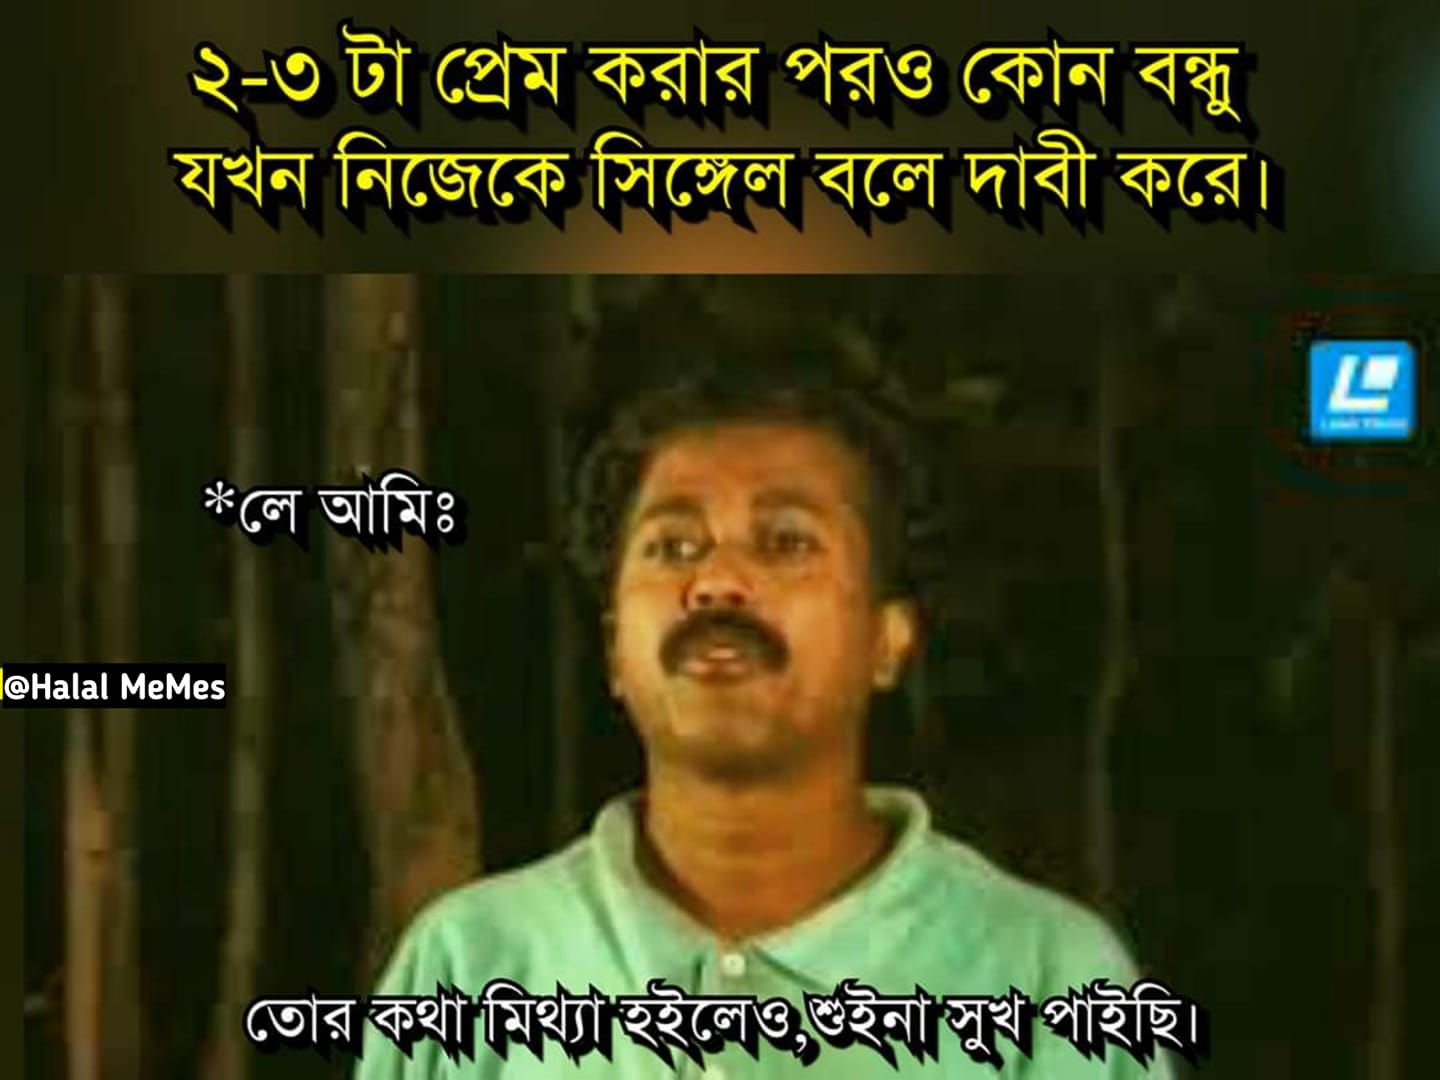 ২-৩ টা প্রেম করার পরও কোন বন্ধু
যখন নিজেকে সিঙ্গেল বলে দাবী করে।
*লে আমিঃ
@Halal MeMes
তোর কথা মিথ্যা হইলেও,শুইনা সুখ পাইছি।